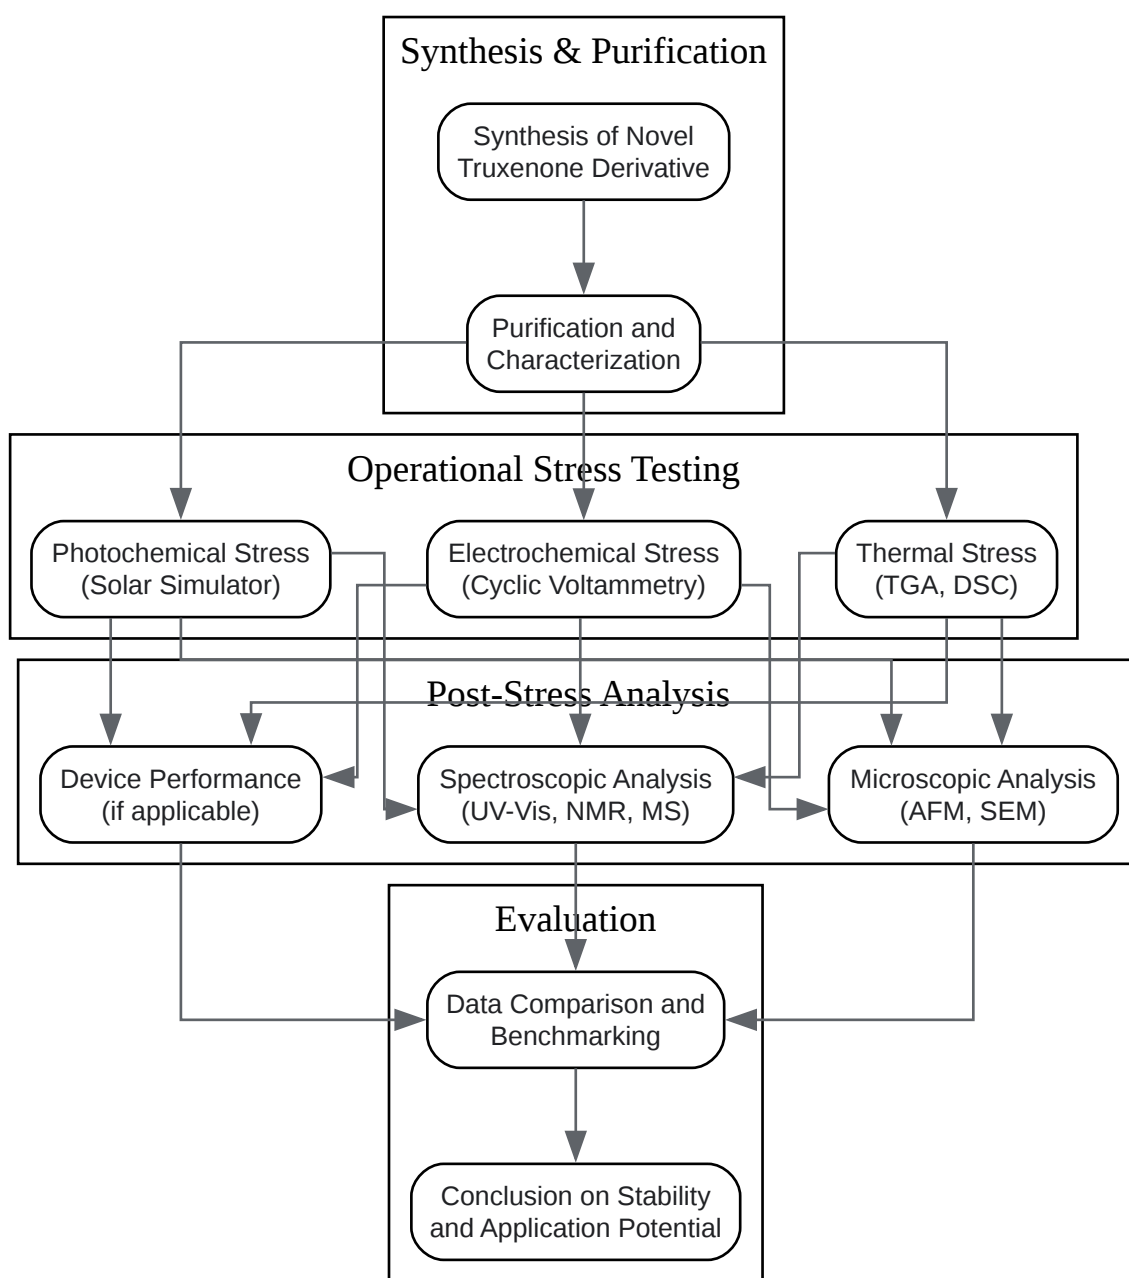 Synthesis & Purification
Synthesis of Novel
Truxenone Derivative
Purification and
Characterization
Operational Stress Testing
Photochemical Stress
(Solar Simulator)
Electrochemical Stress
(Cyclic Voltammetry)
Thermal Stress
(TGA, DSC)
Post-Stress Analysis
Device Performance
(if applicable)
Spectroscopic Analysis
(UV-Vis, NMR, MS)
Microscopic Analysis
(AFM, SEM)
Evaluation
Data Comparison and
Benchmarking
Conclusion on Stability
and Application Potential